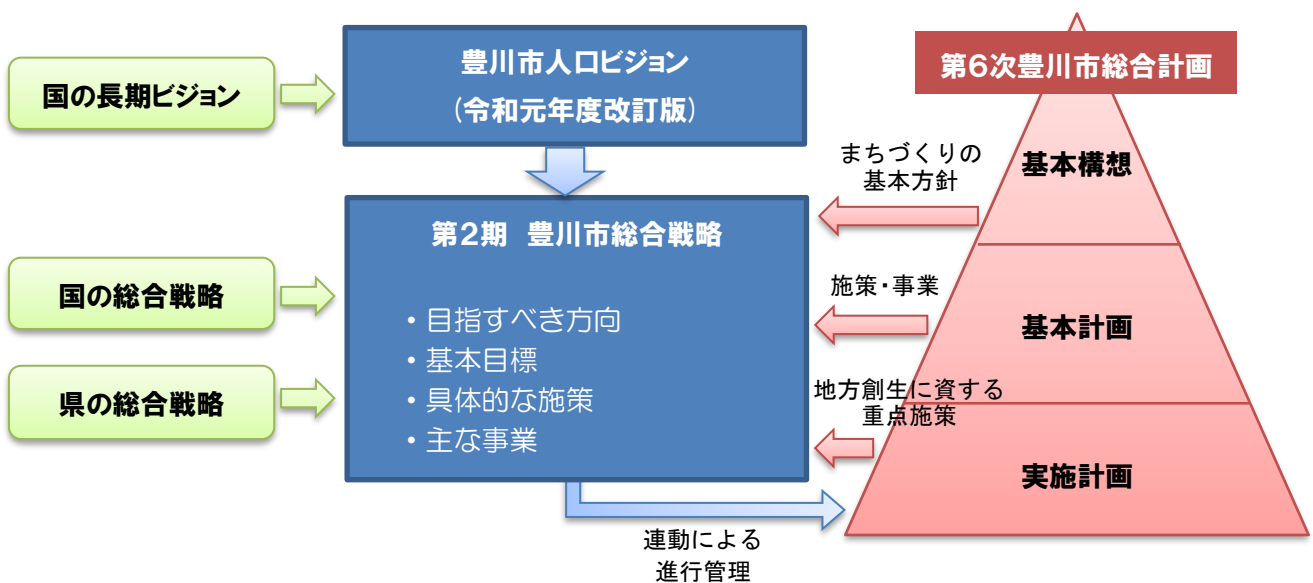 国の長期ビジョン
豊川市人口ビジョン
(令和元年度改訂版)
第6次豊川市総合計画
まちづくりの
基本方針
基本構想
第2期 豊川市総合戦略
国の総合戦略
施策・事業
・目指すべき方向
・基本目標
・具体的な施策
・主な事業
基本計画
県の総合戦略
地方創生に資する
重点施策
実施計画
連動による
進行管理